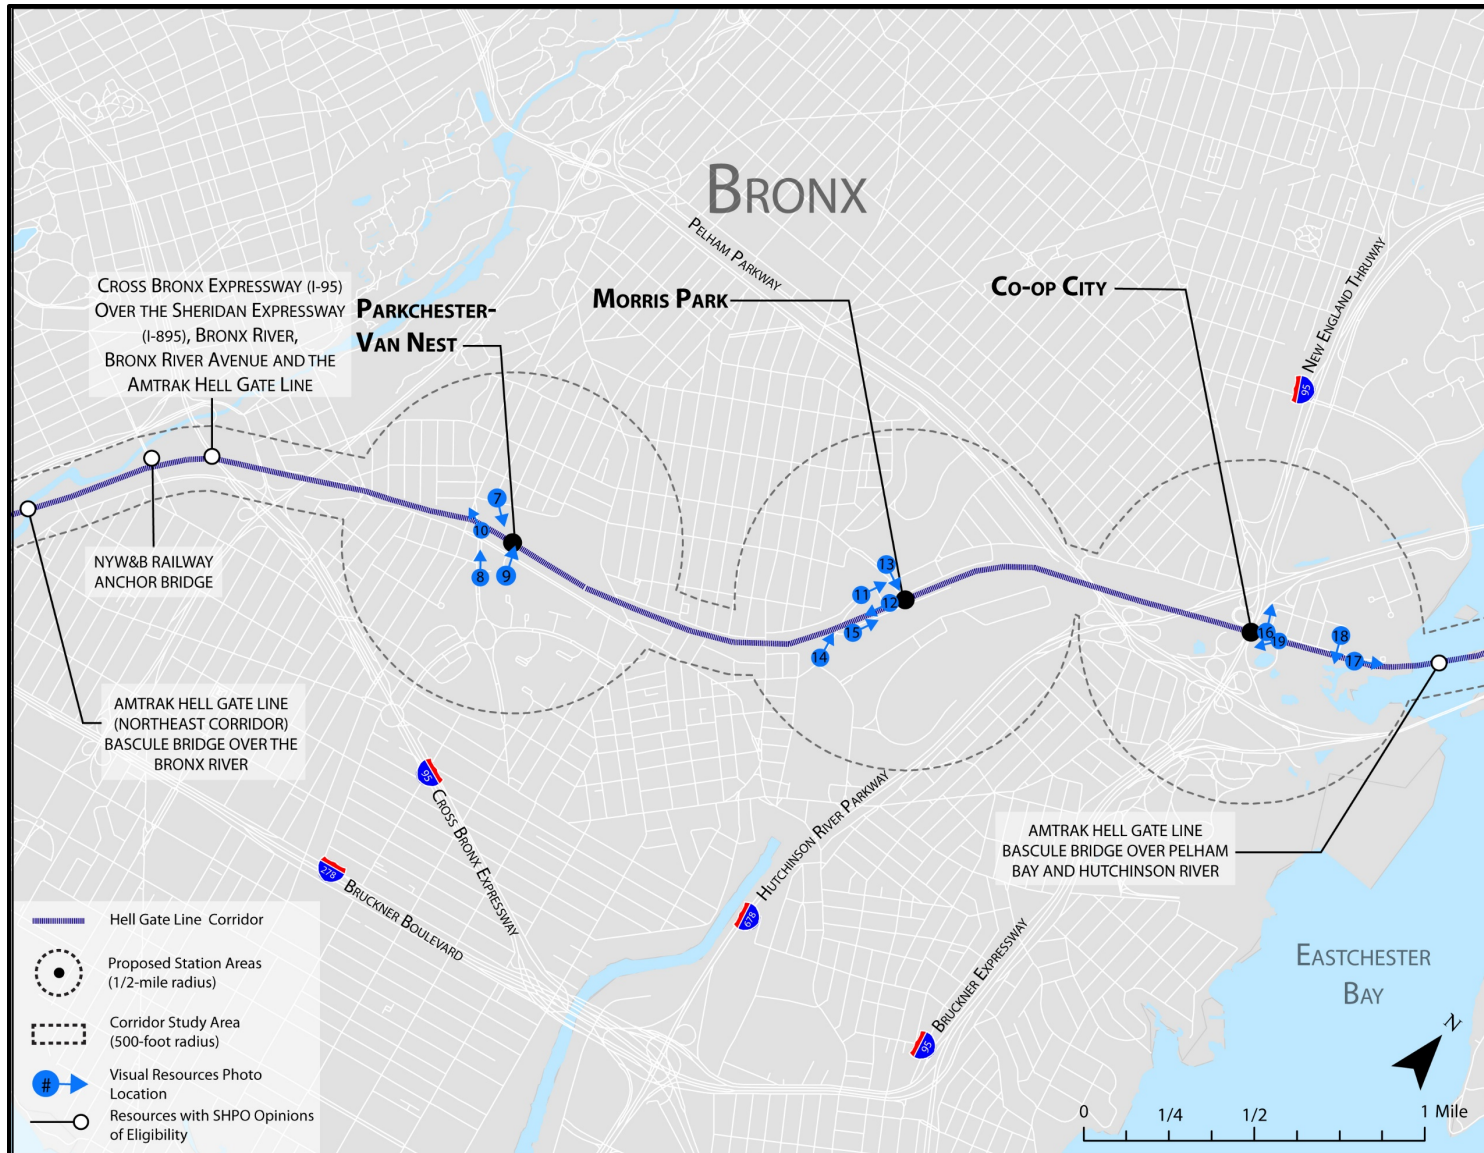 BRONX
PELHAM PARKWAY
CROSS BRONX EXPRESSWAY (I-95)
OVER THE SHERIDAN EXPRESSWAY
(I-895), BRONX RIVER,
BRONX RIVER AVENUE AND THE
AMTRAK HELL GATE LINE
PARKCHESTER-
VAN NEST
MORRIS PARK
CO-OP CITY
NEW ENGLAND THRUWAY
95
7
10
8
9
13
11
12
15
14
16
19
18
17
NYW&B RAILWAY
ANCHOR BRIDGE
AMTRAK HELL GATE LINE
(NORTHEAST CORRIDOR)
BASCULE BRIDGE OVER THE
BRONX RIVER
95
CROSS BRONX EXPRESSWAY
278
BRUCKNER BOULEVARD
678
HUTCHINSON RIVER PARKWAY
95
BRUCKNER EXPRESSWAY
AMTRAK HELL GATE LINE
BASCULE BRIDGE OVER PELHAM
BAY AND HUTCHINSON RIVER
EASTCHESTER
BAY
Hell Gate Line Corridor
Proposed Station Areas
(1/2-mile radius)
Corridor Study Area
(500-foot radius)
#
Visual Resources Photo
Location
Resources with SHPO Opinions
of Eligibility
N
0 1/4 1/2 1 Mile